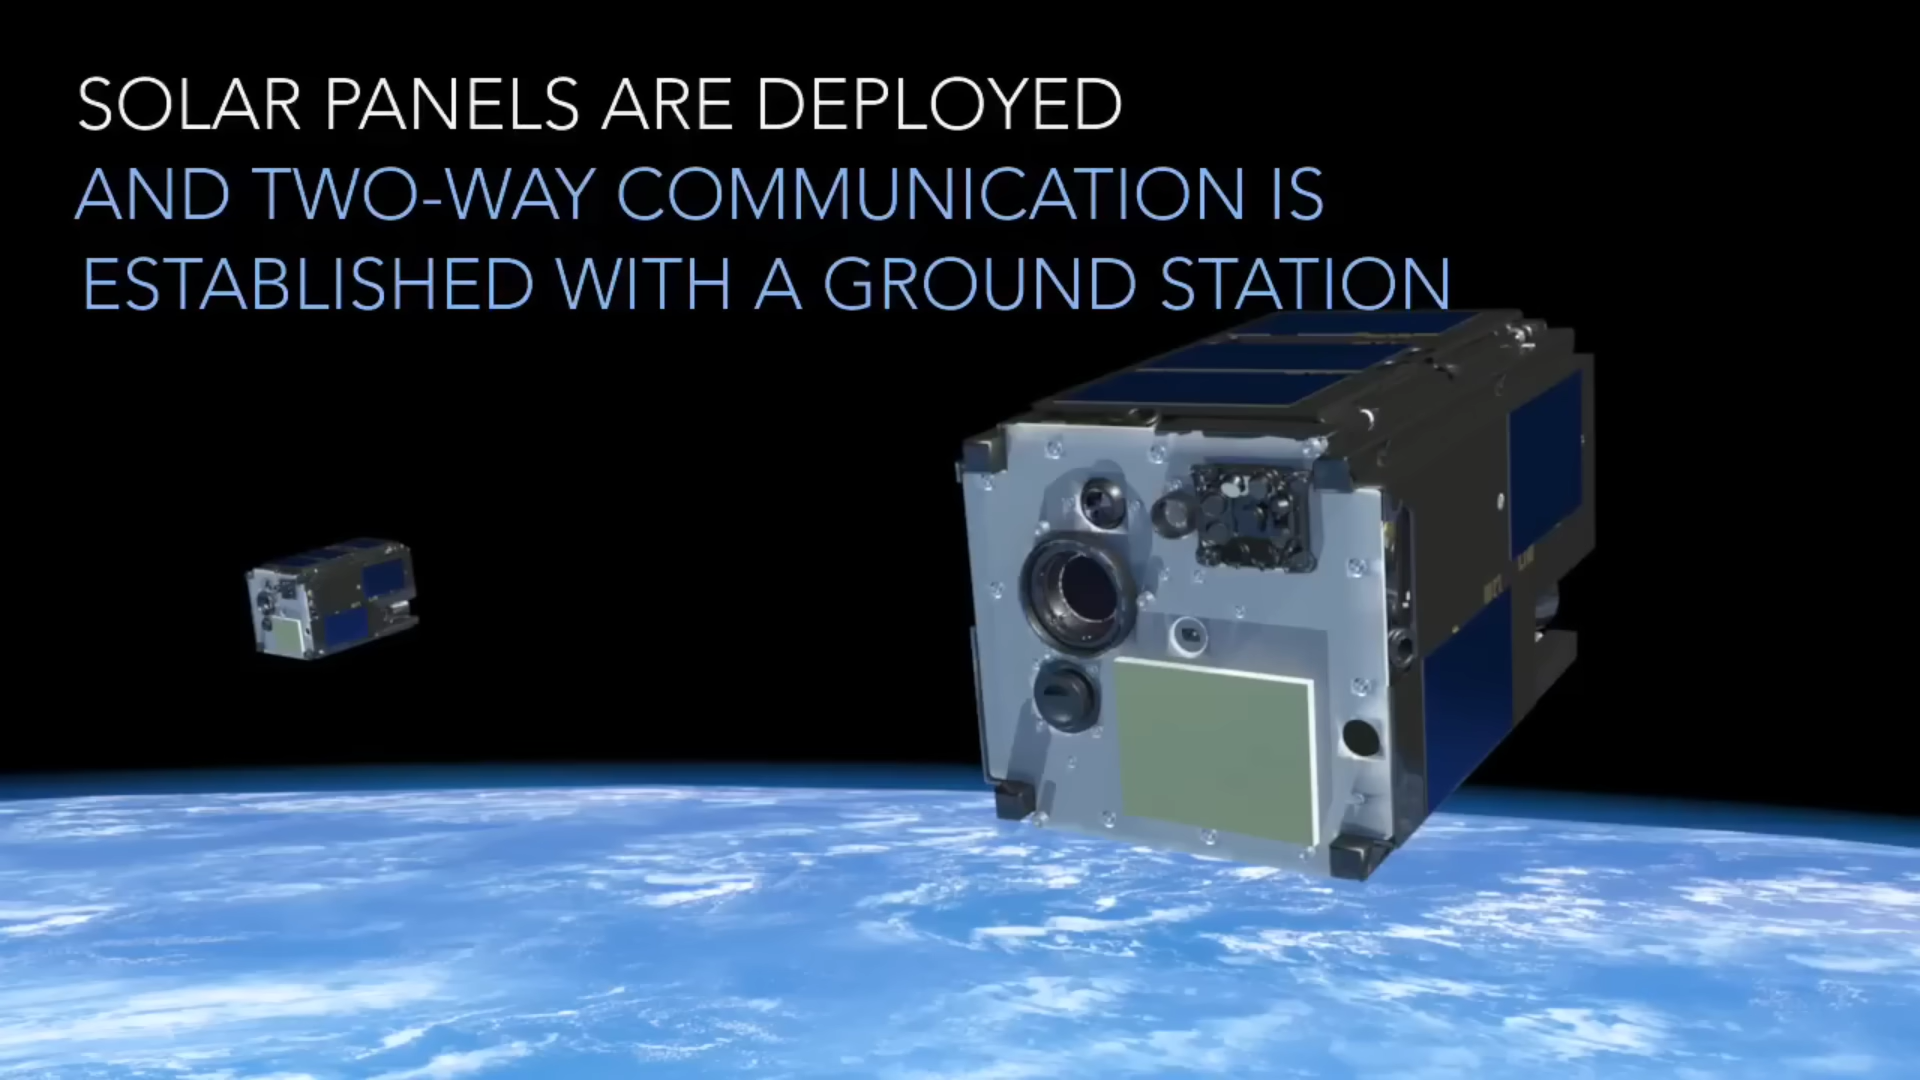 SOLAR PANELS ARE DEPLOYED
AND TWO-WAY COMMUNICATION IS
ESTABLISHED WITH A GROUND STATION